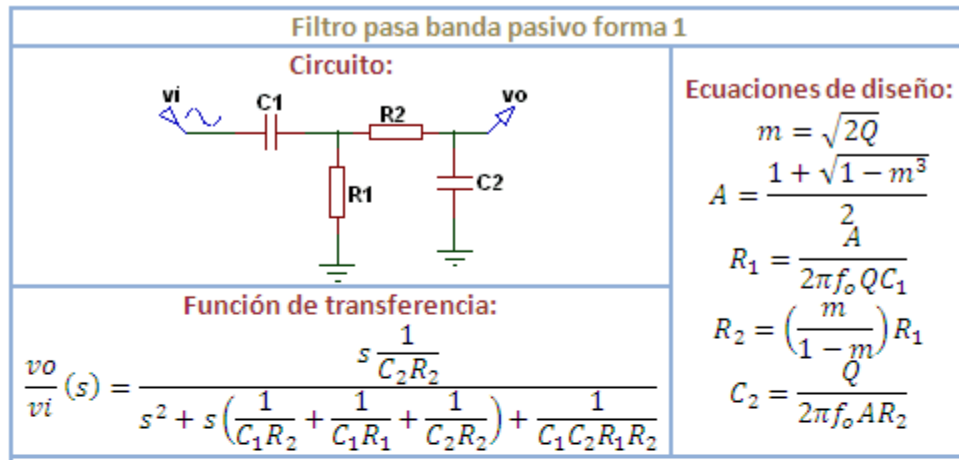 Filtro pasa banda pasivo forma 1
Circuito:
vi
C1
R2
vo
R1
C2
Función de transferencia:
vo/vi (s) = (s 1/(C₂R₂)) / (s² + s(1/(C₁R₂) + 1/(C₁R₁) + 1/(C₂R₂)) + 1/(C₁C₂R₁R₂))
Ecuaciones de diseño:
m = √(2Q)
A = (1 + √(1 − m³)) / 2
R₁ = A / (2πfₒQC₁)
R₂ = (m / (1 − m)) R₁
C₂ = Q / (2πfₒAR₂)